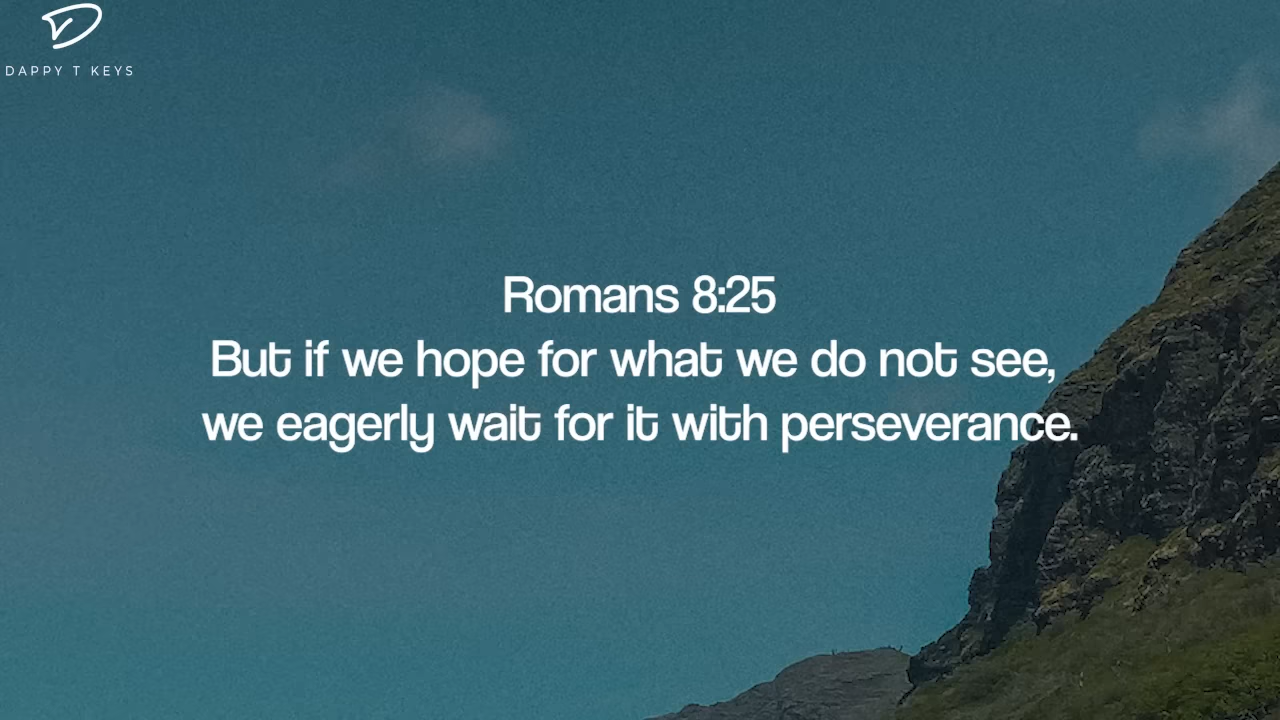 DAPPY T KEYS
Romans 8:25
But if we hope for what we do not see,
we eagerly wait for it with perseverance.